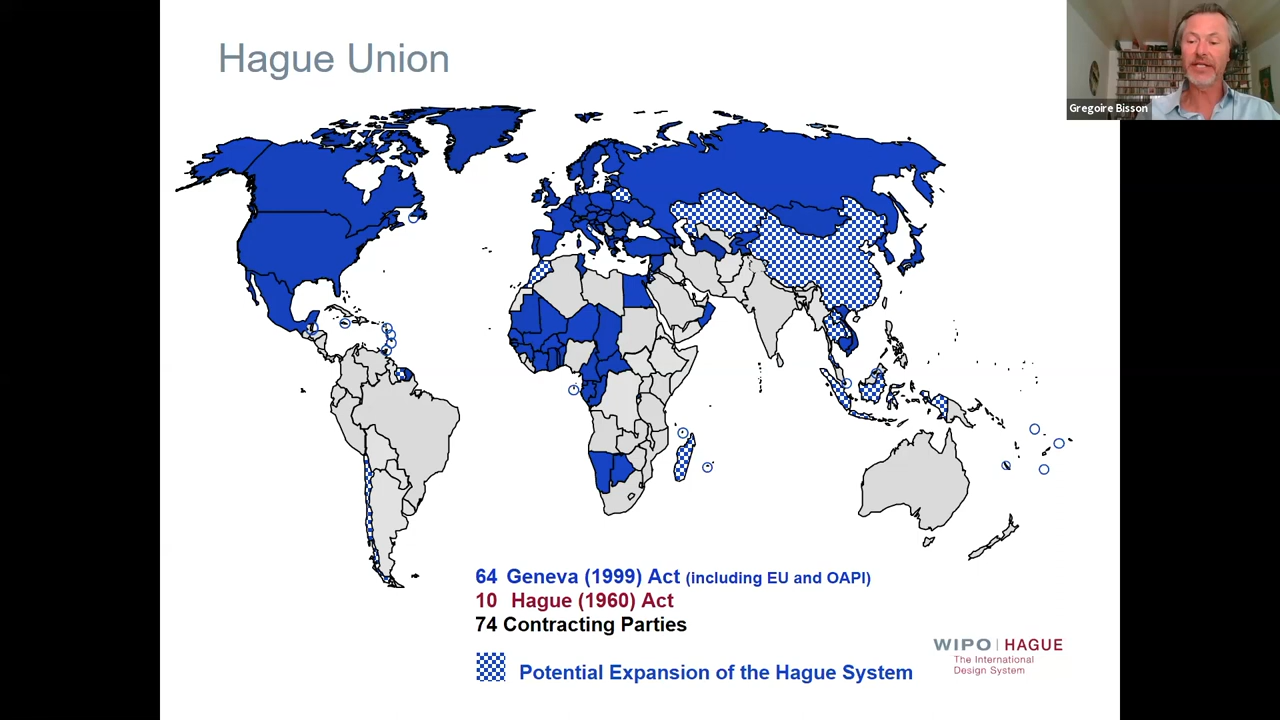 Hague Union
Gregoire Bisson
64 Geneva (1999) Act (including EU and OAPI)
10 Hague (1960) Act
74 Contracting Parties
Potential Expansion of the Hague System
WIPO | HAGUE
The International
Design System